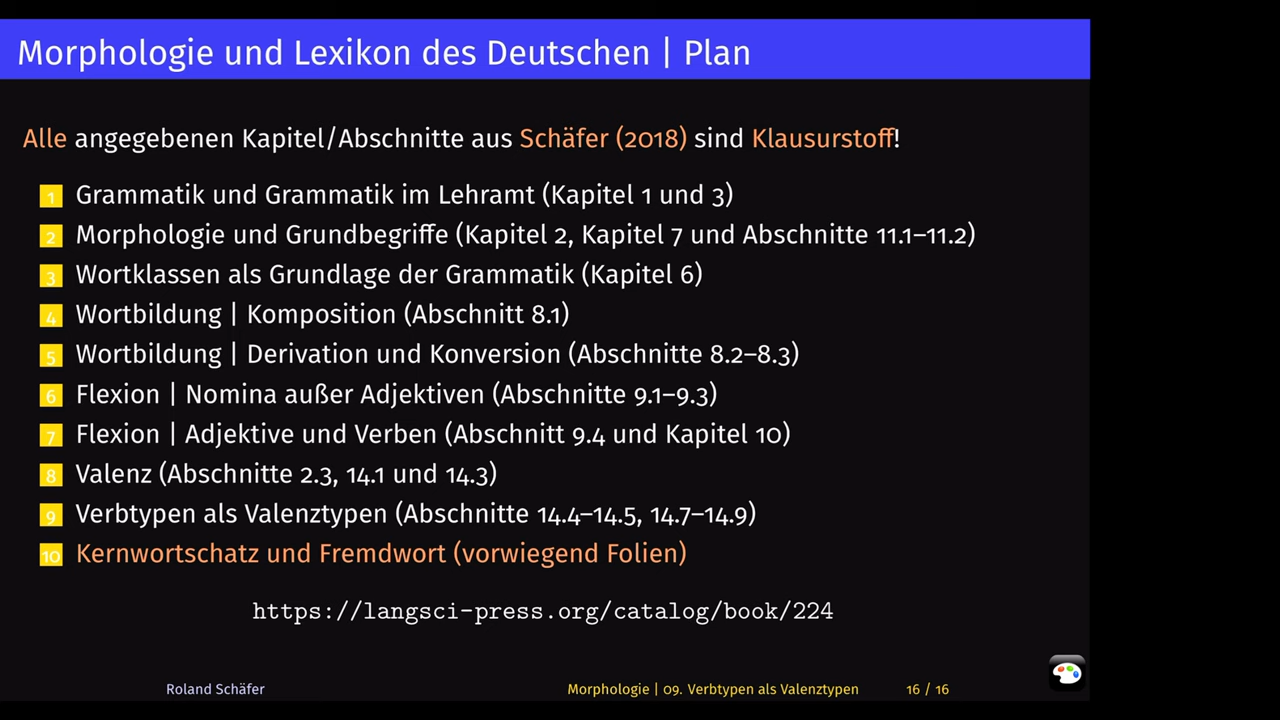 Morphologie und Lexikon des Deutschen | Plan
Alle angegebenen Kapitel/Abschnitte aus Schäfer (2018) sind Klausurstoff!
1 Grammatik und Grammatik im Lehramt (Kapitel 1 und 3)
2 Morphologie und Grundbegriffe (Kapitel 2, Kapitel 7 und Abschnitte 11.1–11.2)
3 Wortklassen als Grundlage der Grammatik (Kapitel 6)
4 Wortbildung | Komposition (Abschnitt 8.1)
5 Wortbildung | Derivation und Konversion (Abschnitte 8.2–8.3)
6 Flexion | Nomina außer Adjektiven (Abschnitte 9.1–9.3)
7 Flexion | Adjektive und Verben (Abschnitt 9.4 und Kapitel 10)
8 Valenz (Abschnitte 2.3, 14.1 und 14.3)
9 Verbtypen als Valenztypen (Abschnitte 14.4–14.5, 14.7–14.9)
10 Kernwortschatz und Fremdwort (vorwiegend Folien)
https://langsci-press.org/catalog/book/224
Roland Schäfer Morphologie | 09. Verbtypen als Valenztypen 16 / 16